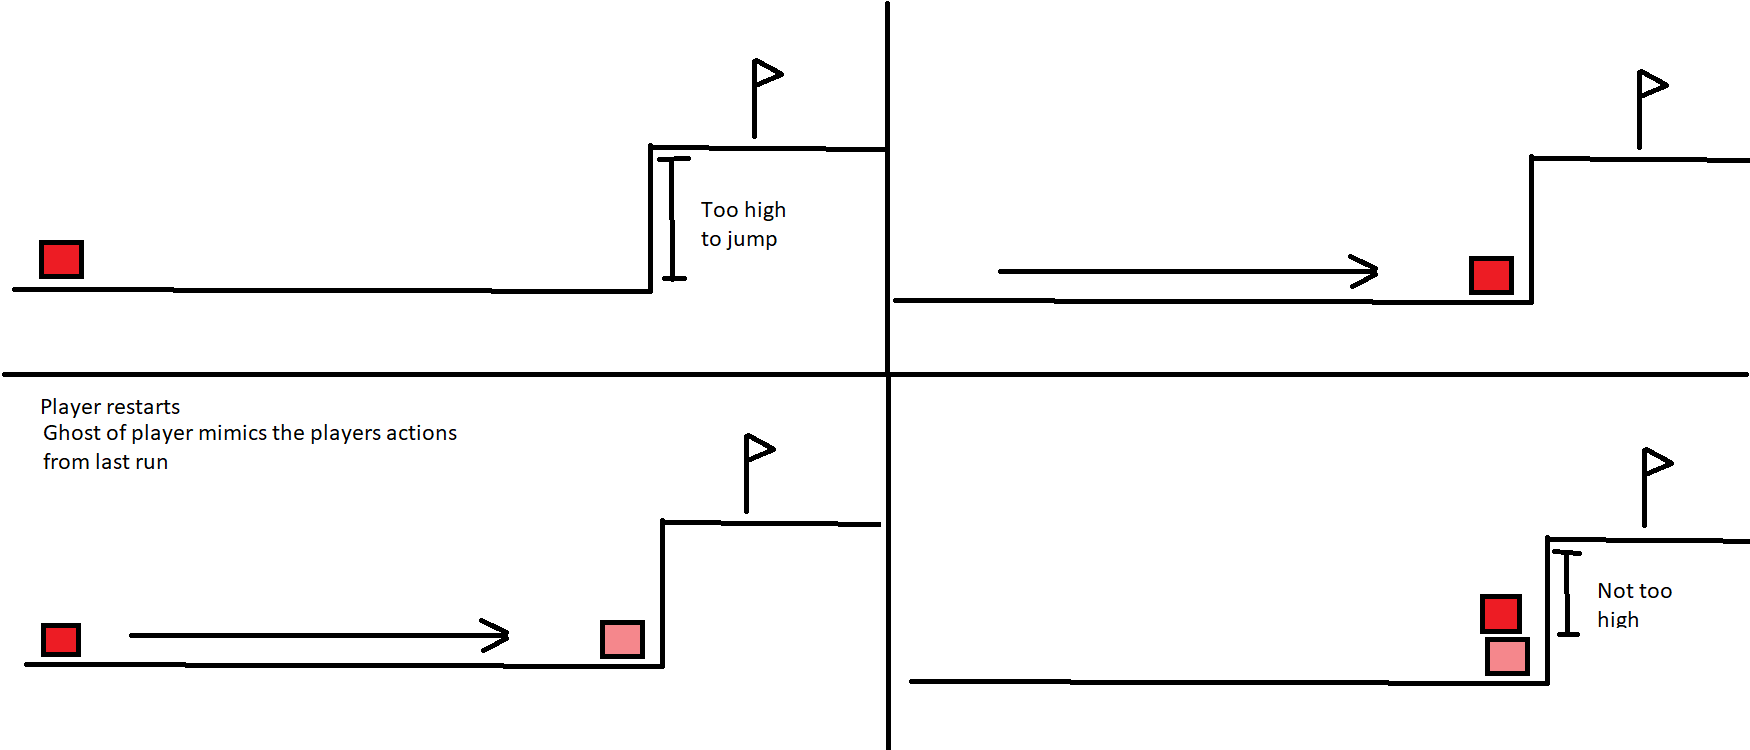 Too high
to jump
Player restarts
Ghost of player mimics the players actions
from last run
Not too
high